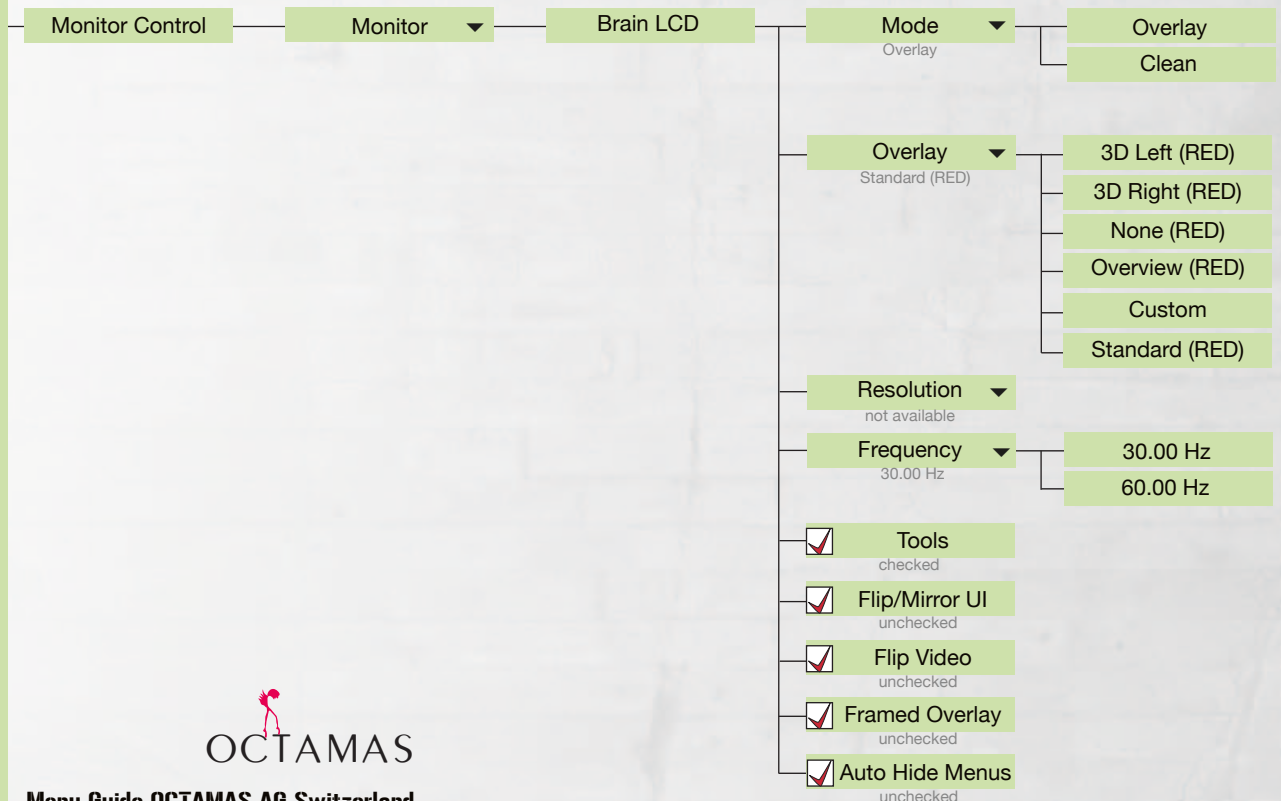 Monitor Control
Monitor
Brain LCD
Mode
Overlay
Overlay
Clean
Overlay
Standard (RED)
3D Left (RED)
3D Right (RED)
None (RED)
Overview (RED)
Custom
Standard (RED)
Resolution
not available
Frequency
30.00 Hz
30.00 Hz
60.00 Hz
Tools
checked
Flip/Mirror UI
unchecked
Flip Video
unchecked
Framed Overlay
unchecked
Auto Hide Menus
unchecked
OCTAMAS
Menu Guide OCTAMAS AG Switzerland